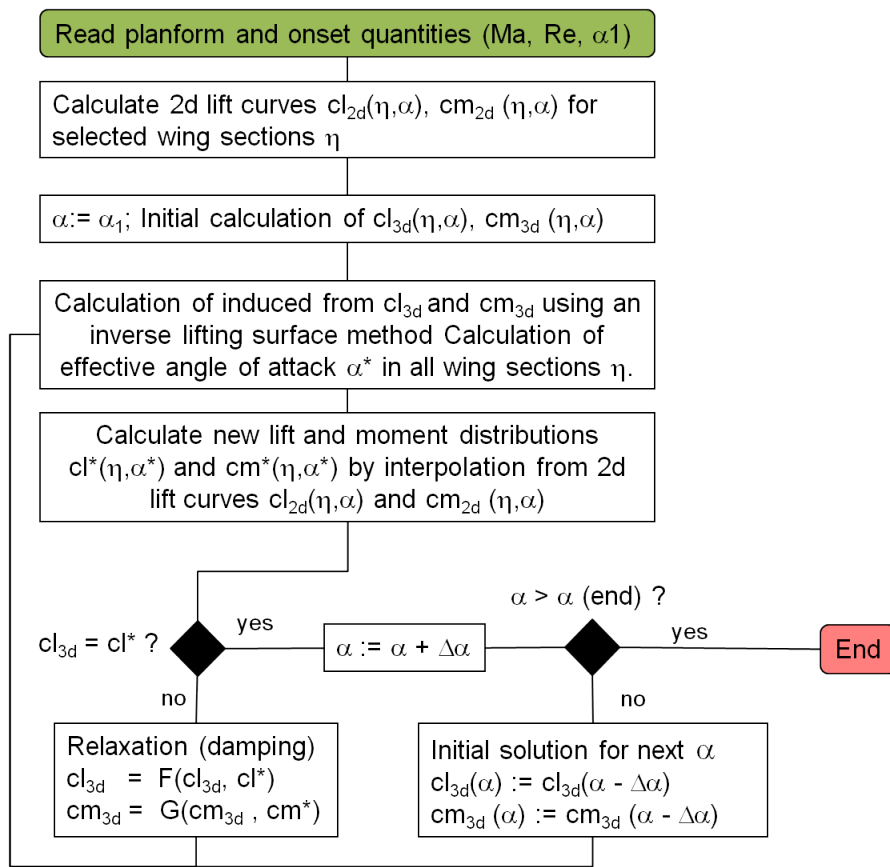 Read planform and onset quantities (Ma, Re, α1)
Calculate 2d lift curves cl₂d(η,α), cm₂d (η,α) for
selected wing sections η
α:= α₁; Initial calculation of cl₃d(η,α), cm₃d (η,α)
Calculation of induced from cl₃d and cm₃d using an
inverse lifting surface method Calculation of
effective angle of attack α* in all wing sections η.
Calculate new lift and moment distributions
cl*(η,α*) and cm*(η,α*) by interpolation from 2d
lift curves cl₂d(η,α) and cm₂d (η,α)
cl₃d = cl* ?
yes
no
α := α + Δα
α > α (end) ?
yes
no
End
Relaxation (damping)
cl₃d = F(cl₃d, cl*)
cm₃d = G(cm₃d , cm*)
Initial solution for next α
cl₃d(α) := cl₃d(α - Δα)
cm₃d (α) := cm₃d (α - Δα)